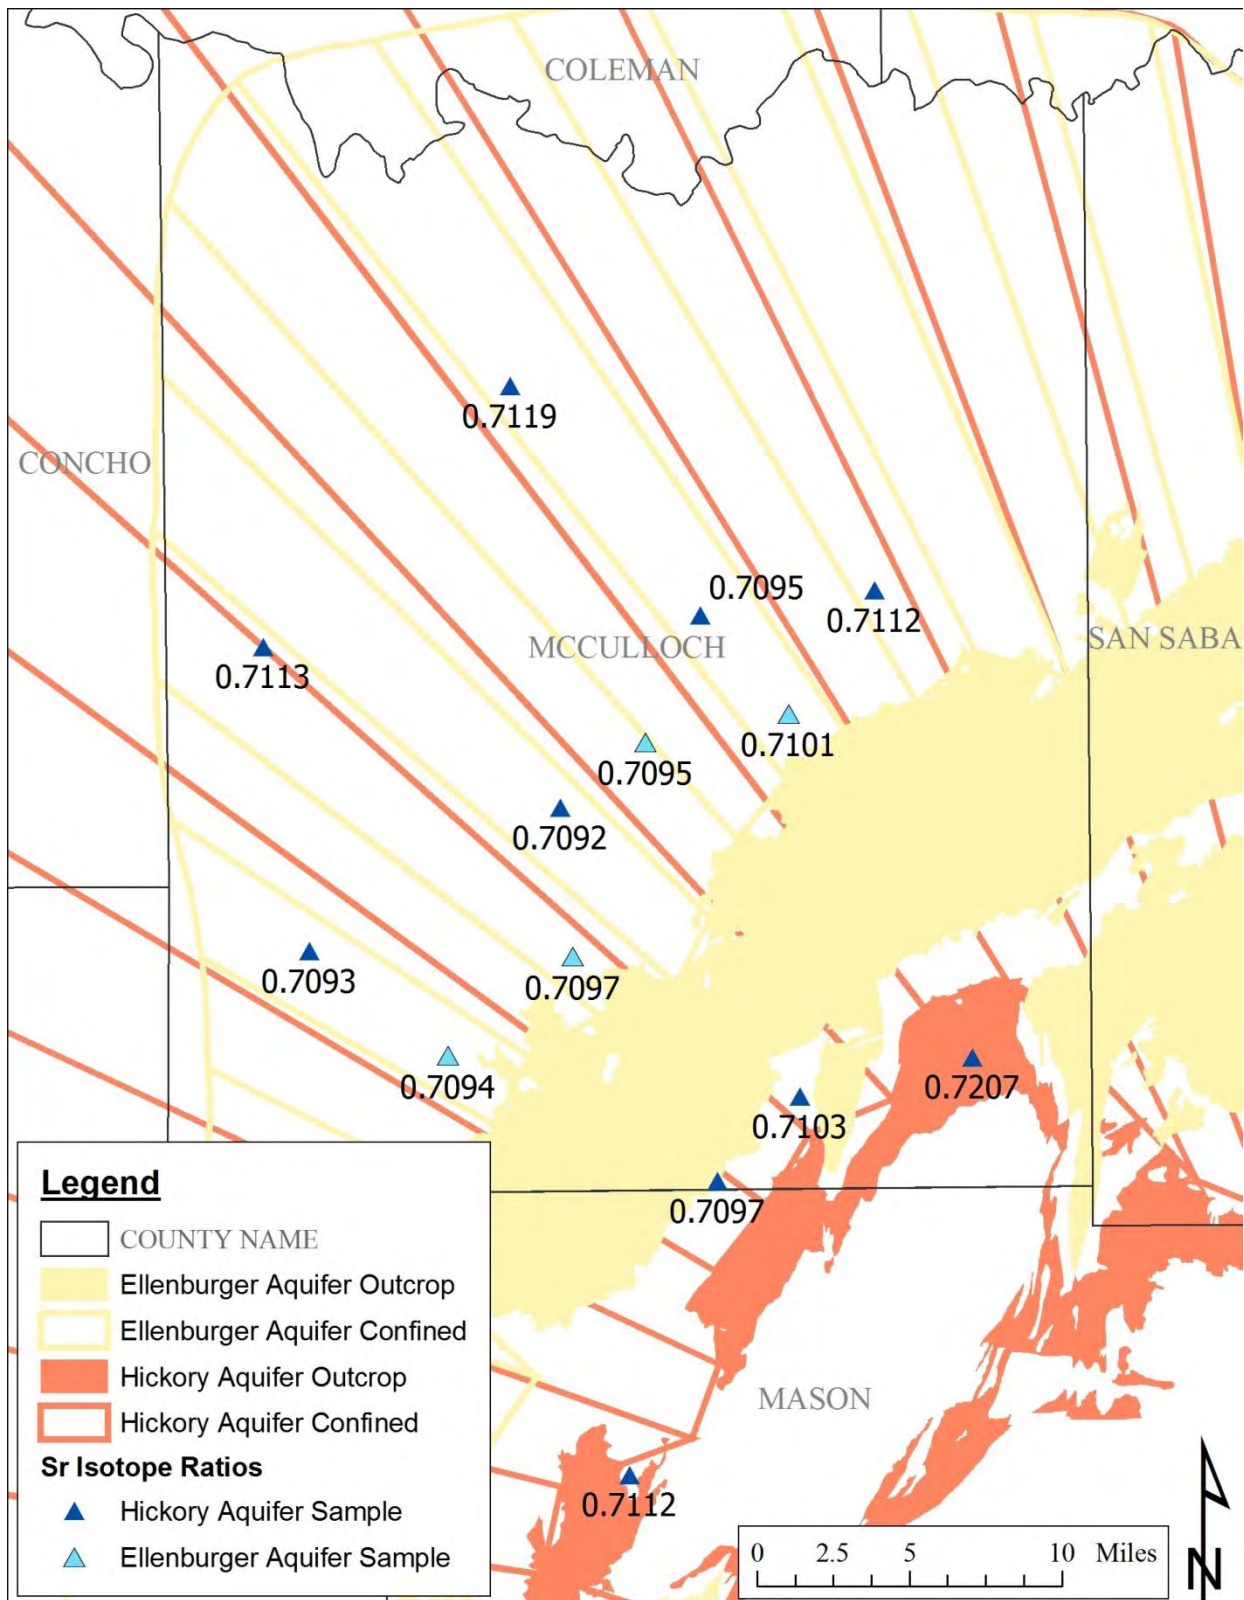 COLEMAN
0.7119
CONCHO
0.7095
0.7112
MCCULLOCH
SAN SABA
0.7113
0.7101
0.7095
0.7092
0.7093
0.7097
0.7094
0.7207
0.7103
0.7097
MASON
0.7112
Legend
COUNTY NAME
Ellenburger Aquifer Outcrop
Ellenburger Aquifer Confined
Hickory Aquifer Outcrop
Hickory Aquifer Confined
Sr Isotope Ratios
Hickory Aquifer Sample
Ellenburger Aquifer Sample
0 2.5 5 10 Miles
N